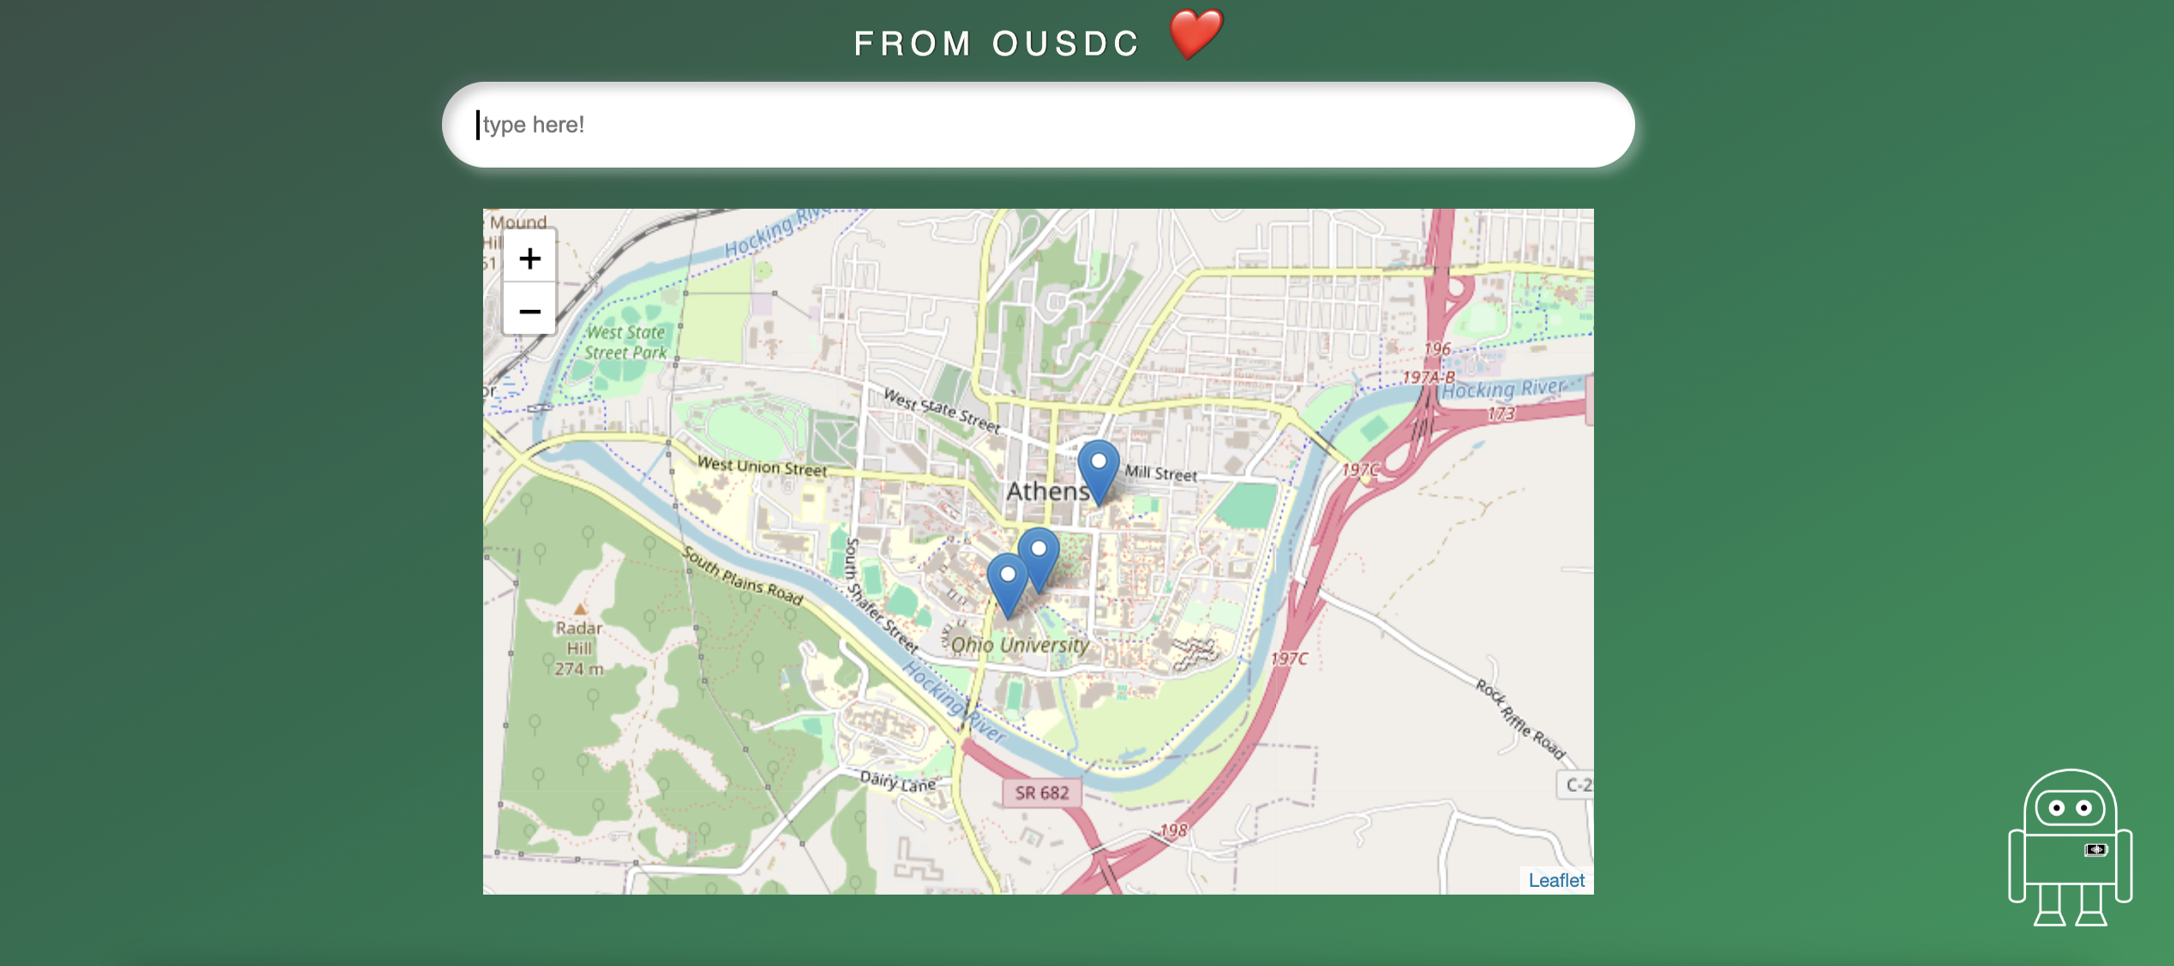 FROM OUSDC
type here!
Mound
Hil
51
+
−
Hocking River
West State
Street Park
or
196
197A-B
Hocking River
173
West State Street
West Union Street
Mill Street
197C
Athens
South Shafer Street
South Plains Road
Radar
Hill
274 m
Ohio University
197C
Hocking River
Rock Riffle Road
Dairy Lane
SR 682
C-2
198
Leaflet